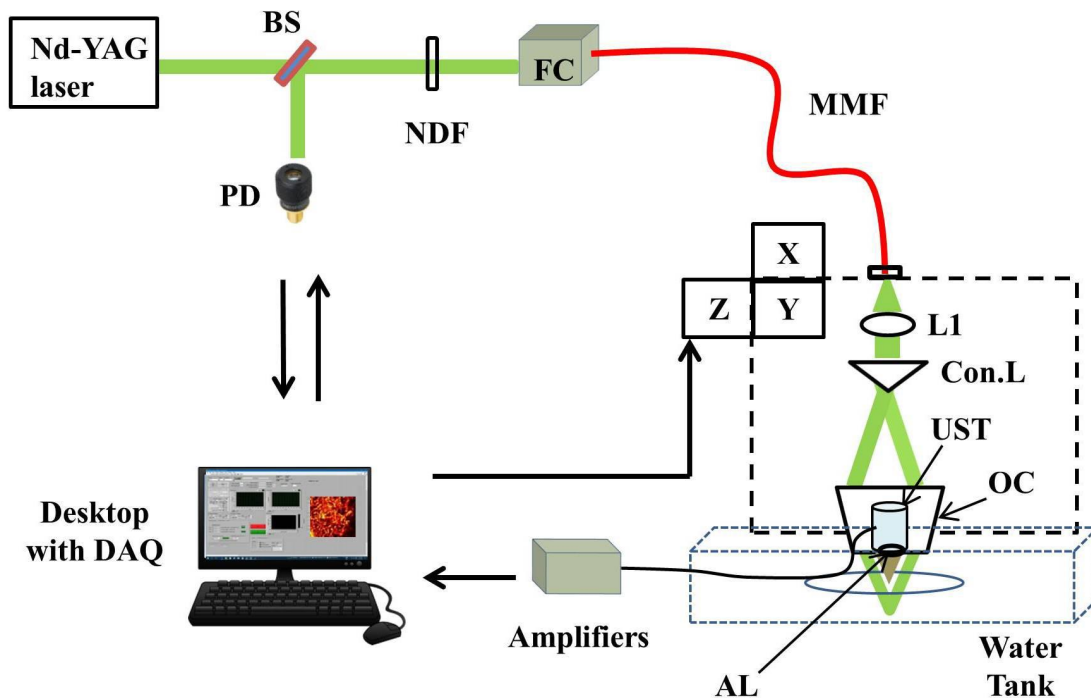 BS
Nd-YAG
laser
FC
NDF
MMF
PD
X
Z
Y
L1
Con.L
UST
OC
Desktop
with DAQ
Amplifiers
Water
Tank
AL